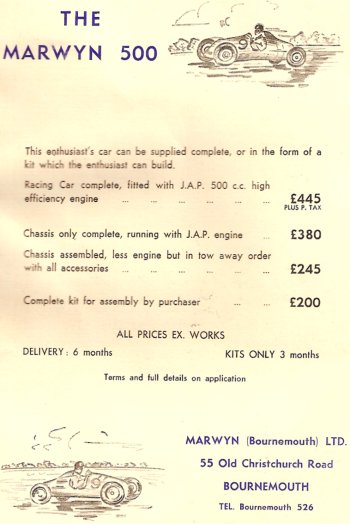 THE
MARWYN 500
This enthusiast's car can be supplied complete, or in the form of a
kit which the enthusiast can build.
Racing Car complete, fitted with J.A.P. 500 c.c. high
efficiency engine ... ... ... ... ... £445
PLUS P. TAX
Chassis only complete, running with J.A.P. engine ... £380
Chassis assembled, less engine but in tow away order
with all accessories ... ... ... ... ... £245
Complete kit for assembly by purchaser ... ... £200
ALL PRICES EX. WORKS
DELIVERY: 6 months KITS ONLY 3 months
Terms and full details on application
MARWYN (Bournemouth) LTD.
55 Old Christchurch Road
BOURNEMOUTH
TEL. Bournemouth 526